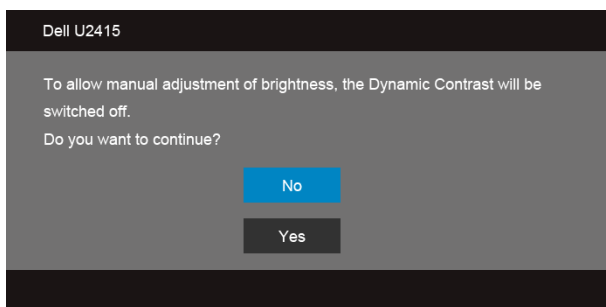 Dell U2415
To allow manual adjustment of brightness, the Dynamic Contrast will be
switched off.
Do you want to continue?
No
Yes